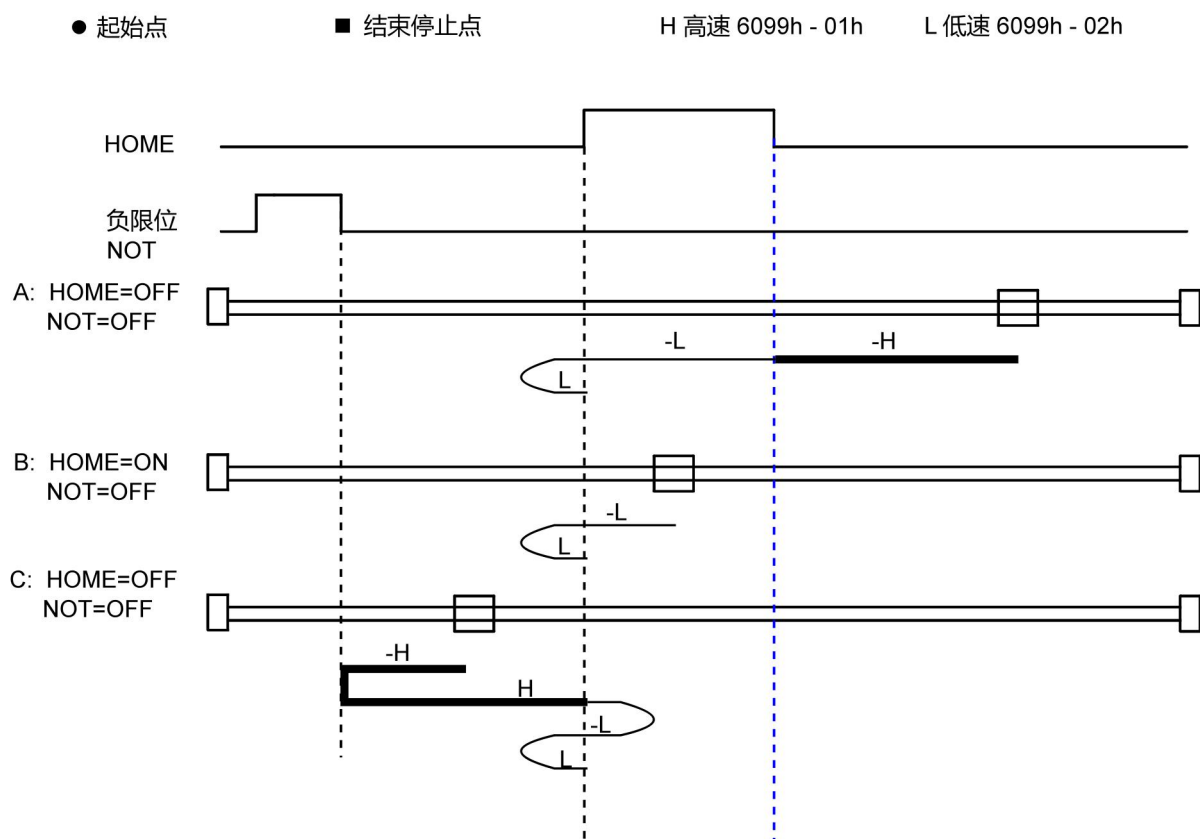 ● 起始点 ■ 结束停止点 H 高速 6099h - 01h L 低速 6099h - 02h
HOME
负限位
NOT
A: HOME=OFF
NOT=OFF
-L -H
L
B: HOME=ON
NOT=OFF
-L
L
C: HOME=OFF
NOT=OFF
-H
H
-L
L